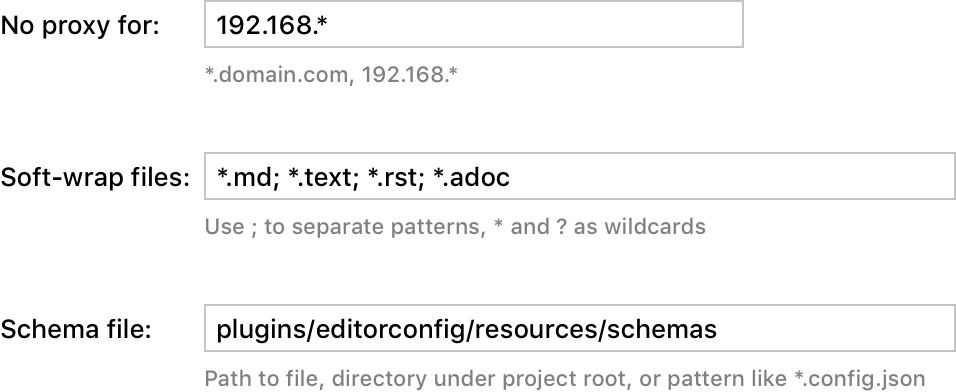 No proxy for: 192.168.*
*.domain.com, 192.168.*
Soft-wrap files: *.md; *.text; *.rst; *.adoc
Use ; to separate patterns, * and ? as wildcards
Schema file: plugins/editorconfig/resources/schemas
Path to file, directory under project root, or pattern like *.config.json